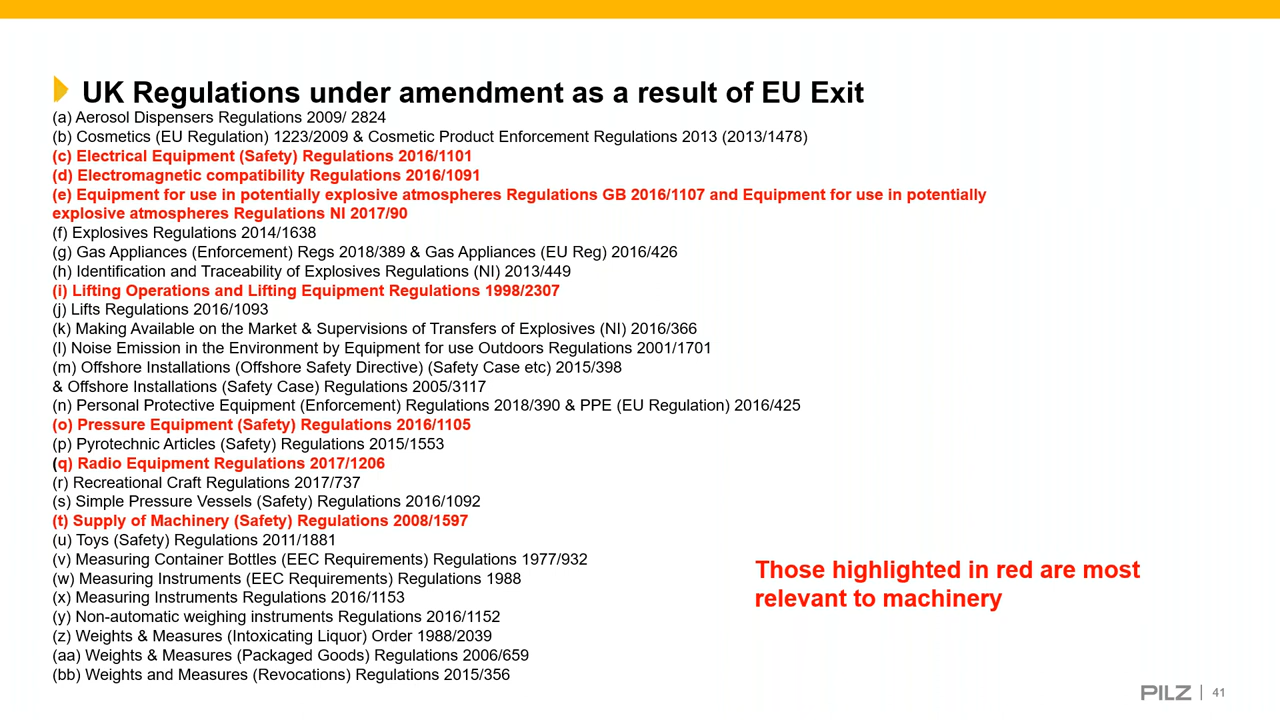 UK Regulations under amendment as a result of EU Exit
(a) Aerosol Dispensers Regulations 2009/ 2824
(b) Cosmetics (EU Regulation) 1223/2009 & Cosmetic Product Enforcement Regulations 2013 (2013/1478)
(c) Electrical Equipment (Safety) Regulations 2016/1101
(d) Electromagnetic compatibility Regulations 2016/1091
(e) Equipment for use in potentially explosive atmospheres Regulations GB 2016/1107 and Equipment for use in potentially
explosive atmospheres Regulations NI 2017/90
(f) Explosives Regulations 2014/1638
(g) Gas Appliances (Enforcement) Regs 2018/389 & Gas Appliances (EU Reg) 2016/426
(h) Identification and Traceability of Explosives Regulations (NI) 2013/449
(i) Lifting Operations and Lifting Equipment Regulations 1998/2307
(j) Lifts Regulations 2016/1093
(k) Making Available on the Market & Supervisions of Transfers of Explosives (NI) 2016/366
(l) Noise Emission in the Environment by Equipment for use Outdoors Regulations 2001/1701
(m) Offshore Installations (Offshore Safety Directive) (Safety Case etc) 2015/398
& Offshore Installations (Safety Case) Regulations 2005/3117
(n) Personal Protective Equipment (Enforcement) Regulations 2018/390 & PPE (EU Regulation) 2016/425
(o) Pressure Equipment (Safety) Regulations 2016/1105
(p) Pyrotechnic Articles (Safety) Regulations 2015/1553
(q) Radio Equipment Regulations 2017/1206
(r) Recreational Craft Regulations 2017/737
(s) Simple Pressure Vessels (Safety) Regulations 2016/1092
(t) Supply of Machinery (Safety) Regulations 2008/1597
(u) Toys (Safety) Regulations 2011/1881
(v) Measuring Container Bottles (EEC Requirements) Regulations 1977/932
(w) Measuring Instruments (EEC Requirements) Regulations 1988
(x) Measuring Instruments Regulations 2016/1153
(y) Non-automatic weighing instruments Regulations 2016/1152
(z) Weights & Measures (Intoxicating Liquor) Order 1988/2039
(aa) Weights & Measures (Packaged Goods) Regulations 2006/659
(bb) Weights and Measures (Revocations) Regulations 2015/356
Those highlighted in red are most
relevant to machinery
PILZ | 41